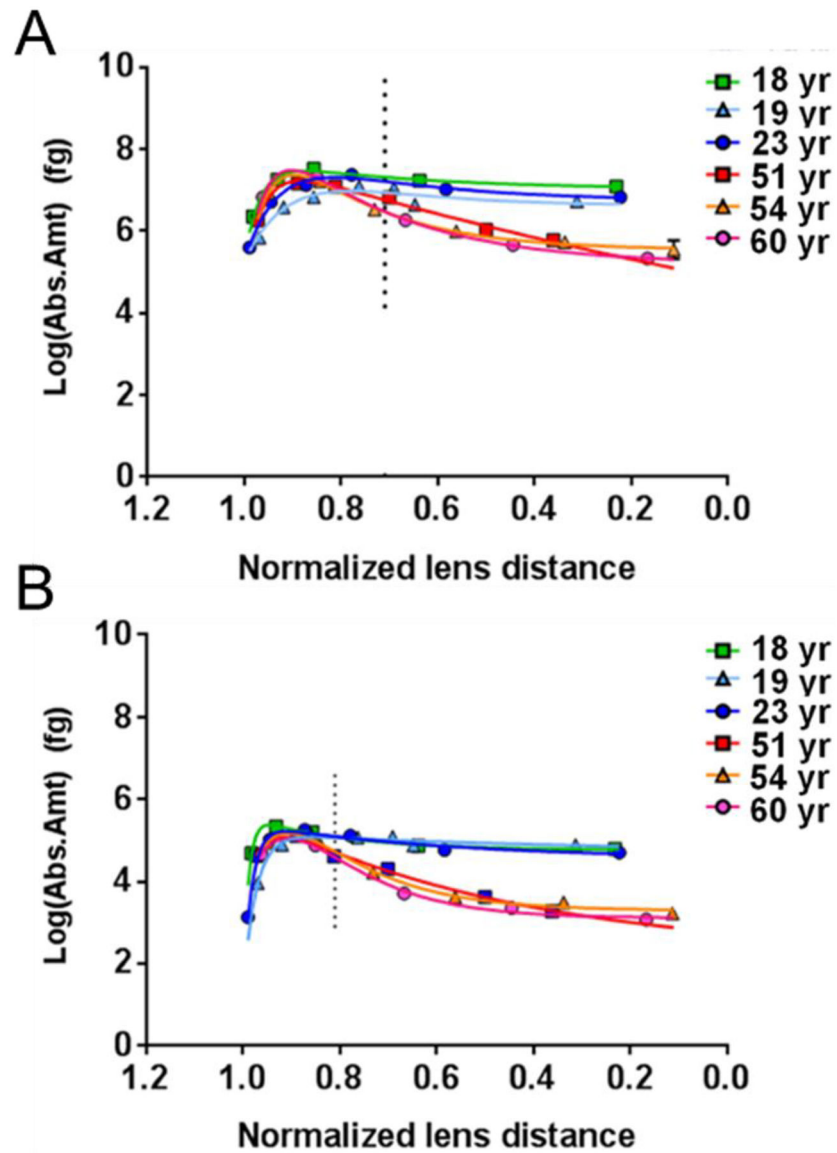 A
10
8
6
4
2
0
Log(Abs.Amt) (fg)
1.2 1.0 0.8 0.6 0.4 0.2 0.0
Normalized lens distance
18 yr
19 yr
23 yr
51 yr
54 yr
60 yr
B
10
8
6
4
2
0
Log(Abs.Amt) (fg)
1.2 1.0 0.8 0.6 0.4 0.2 0.0
Normalized lens distance
18 yr
19 yr
23 yr
51 yr
54 yr
60 yr